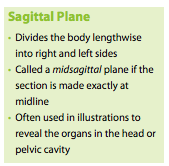 Sagittal Plane
• Divides the body lengthwise
into right and left sides
• Called a midsagittal plane if the
section is made exactly at
midline
• Often used in illustrations to
reveal the organs in the head or
pelvic cavity